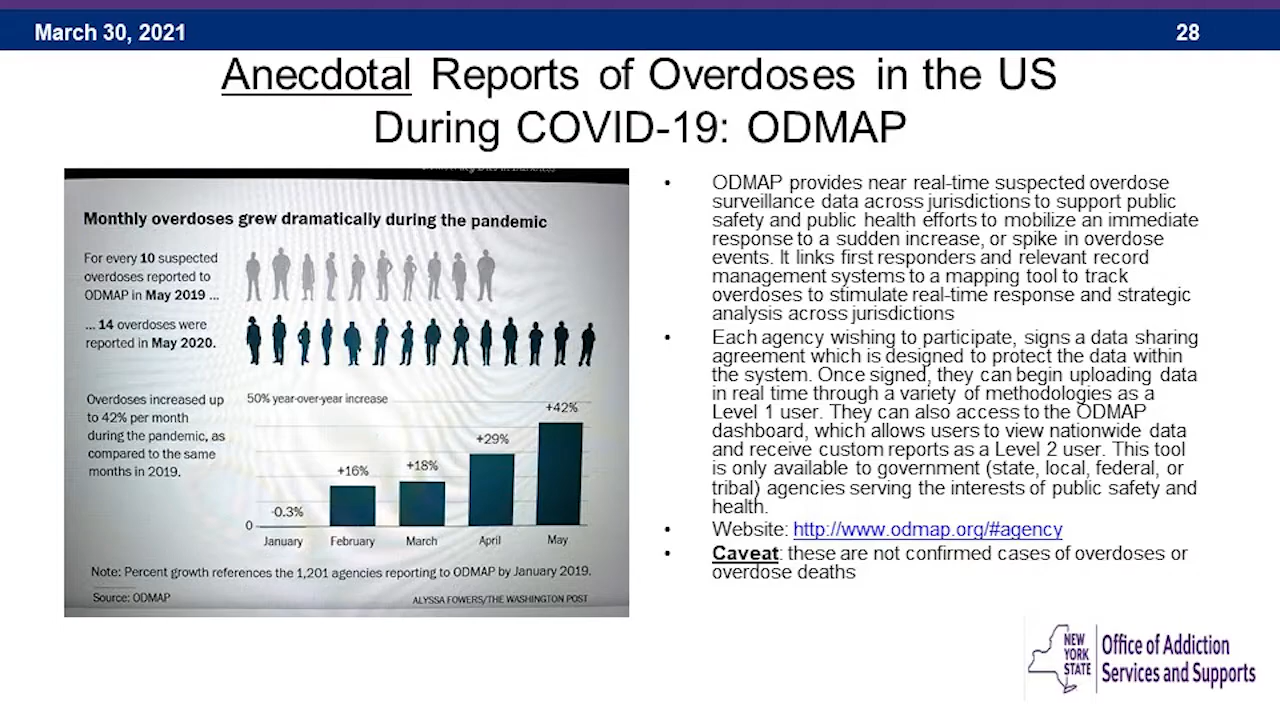 March 30, 2021
28
Anecdotal Reports of Overdoses in the US
During COVID-19: ODMAP
Monthly overdoses grew dramatically during the pandemic
For every 10 suspected
overdoses reported to
ODMAP in May 2019 ...
... 14 overdoses were
reported in May 2020.
Overdoses increased up
to 42% per month
during the pandemic, as
compared to the same
months in 2019.
50% year-over-year increase
+42%
+29%
+16%
+18%
-0.3%
0
January
February
March
April
May
Note: Percent growth references the 1,201 agencies reporting to ODMAP by January 2019.
Source: ODMAP
ALYSSA FOWERS/THE WASHINGTON POST
• ODMAP provides near real-time suspected overdose
surveillance data across jurisdictions to support public
safety and public health efforts to mobilize an immediate
response to a sudden increase, or spike in overdose
events. It links first responders and relevant record
management systems to a mapping tool to track
overdoses to stimulate real-time response and strategic
analysis across jurisdictions
• Each agency wishing to participate, signs a data sharing
agreement which is designed to protect the data within
the system. Once signed, they can begin uploading data
in real time through a variety of methodologies as a
Level 1 user. They can also access to the ODMAP
dashboard, which allows users to view nationwide data
and receive custom reports as a Level 2 user. This tool
is only available to government (state, local, federal, or
tribal) agencies serving the interests of public safety and
health.
• Website: http://www.odmap.org/#agency
• Caveat: these are not confirmed cases of overdoses or
overdose deaths
NEW
YORK
STATE
Office of Addiction
Services and Supports